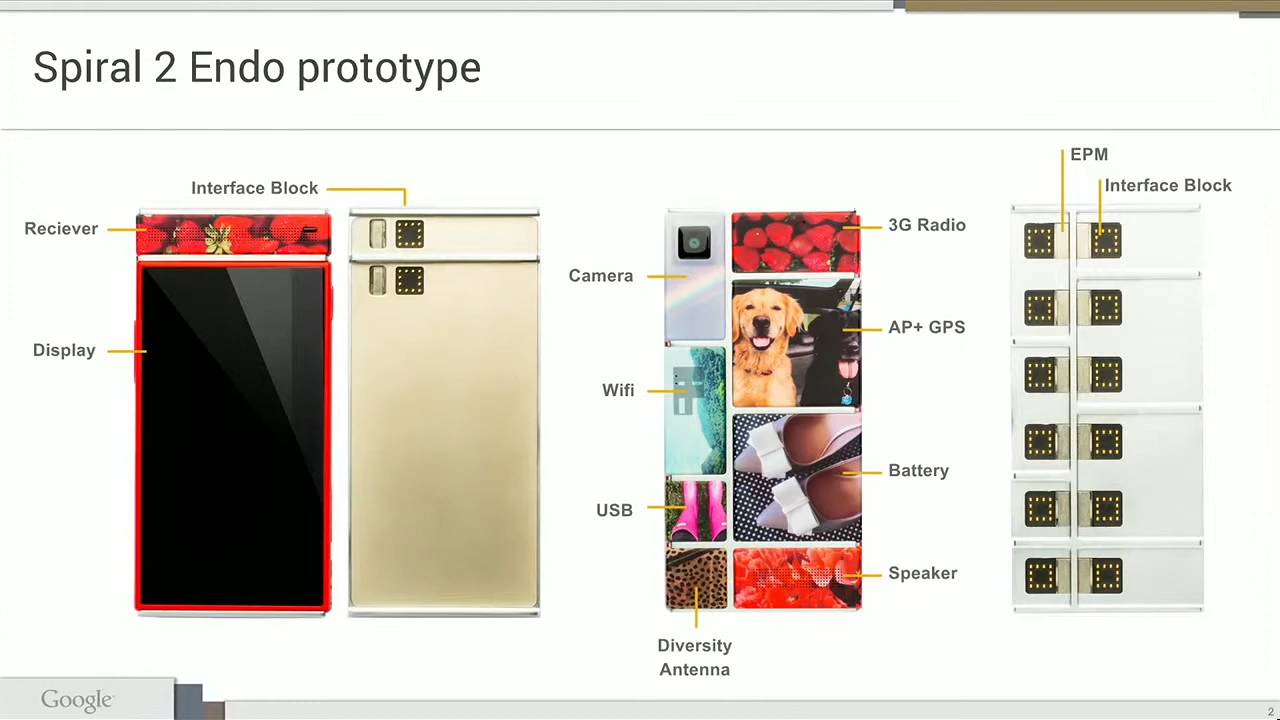 Spiral 2 Endo prototype
EPM
Interface Block
Interface Block
Reciever
3G Radio
Camera
AP+ GPS
Display
Wifi
Battery
USB
Speaker
Diversity
Antenna
Google
2